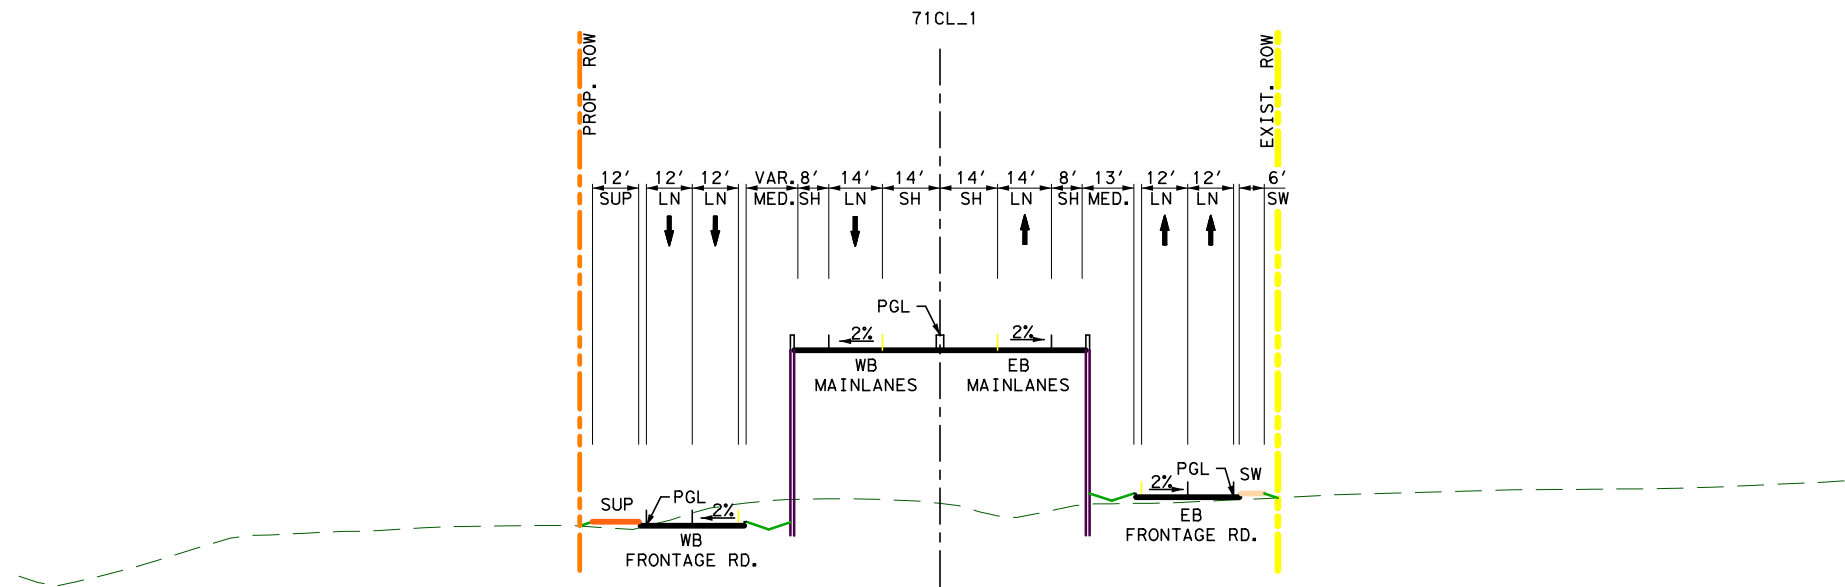 71CL_1
PROP. ROW
EXIST. ROW
12' 12' 12' VAR. 8' 14' 14' 14' 14' 8' 13' 12' 12' 6'
SUP LN LN MED. SH LN SH SH LN SH MED. LN LN SW
PGL
2% 2%
WB
MAINLANES
EB
MAINLANES
SUP
PGL
2%
WB
FRONTAGE RD.
2%
PGL
SW
EB
FRONTAGE RD.